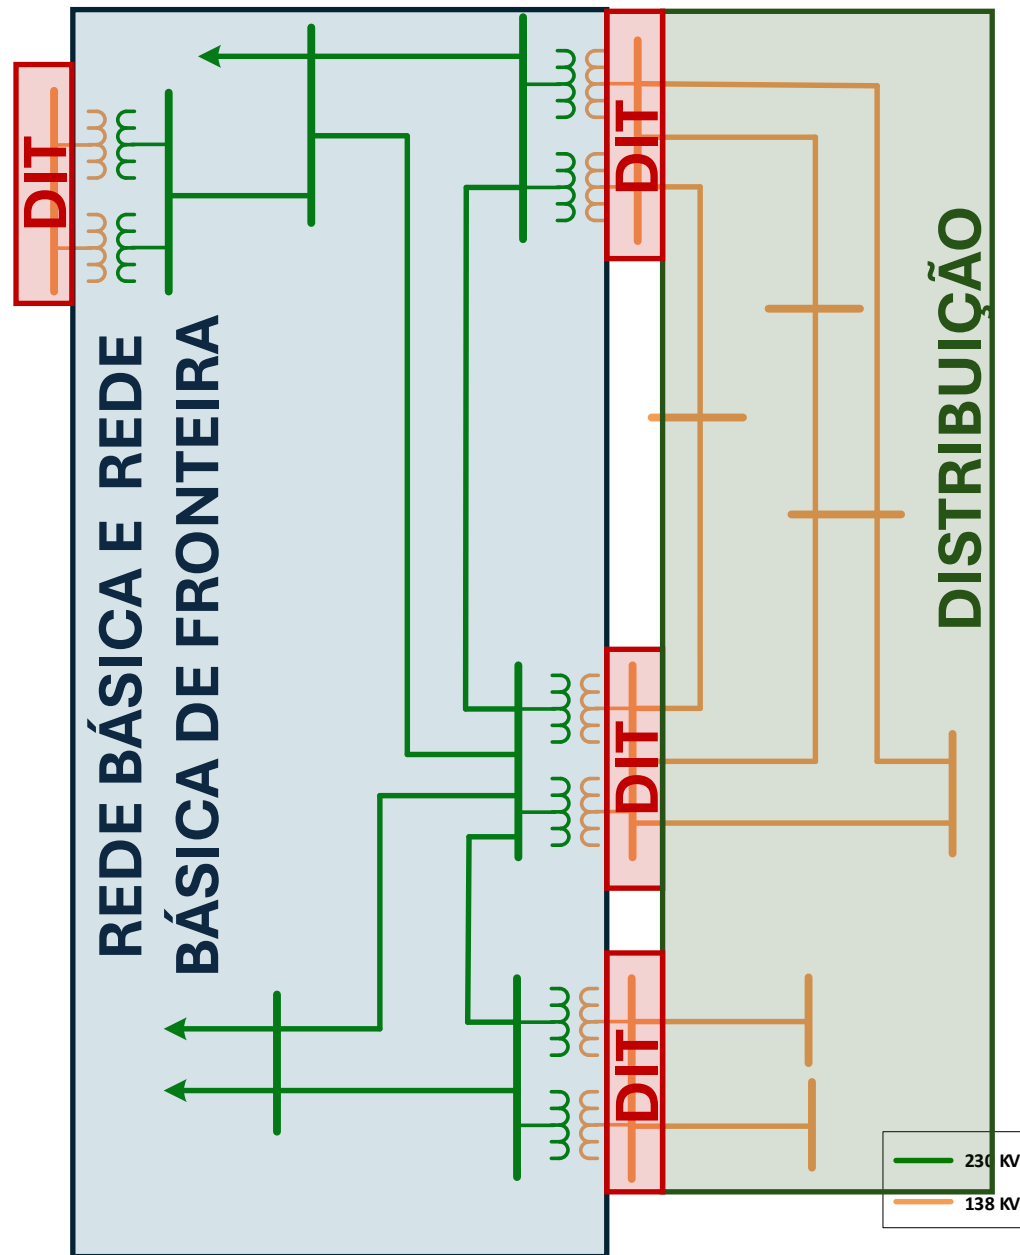 DIT
DIT
REDE BÁSICA E REDE
BÁSICA DE FRONTEIRA
DISTRIBUIÇÃO
DIT
DIT
230 KV
138 KV